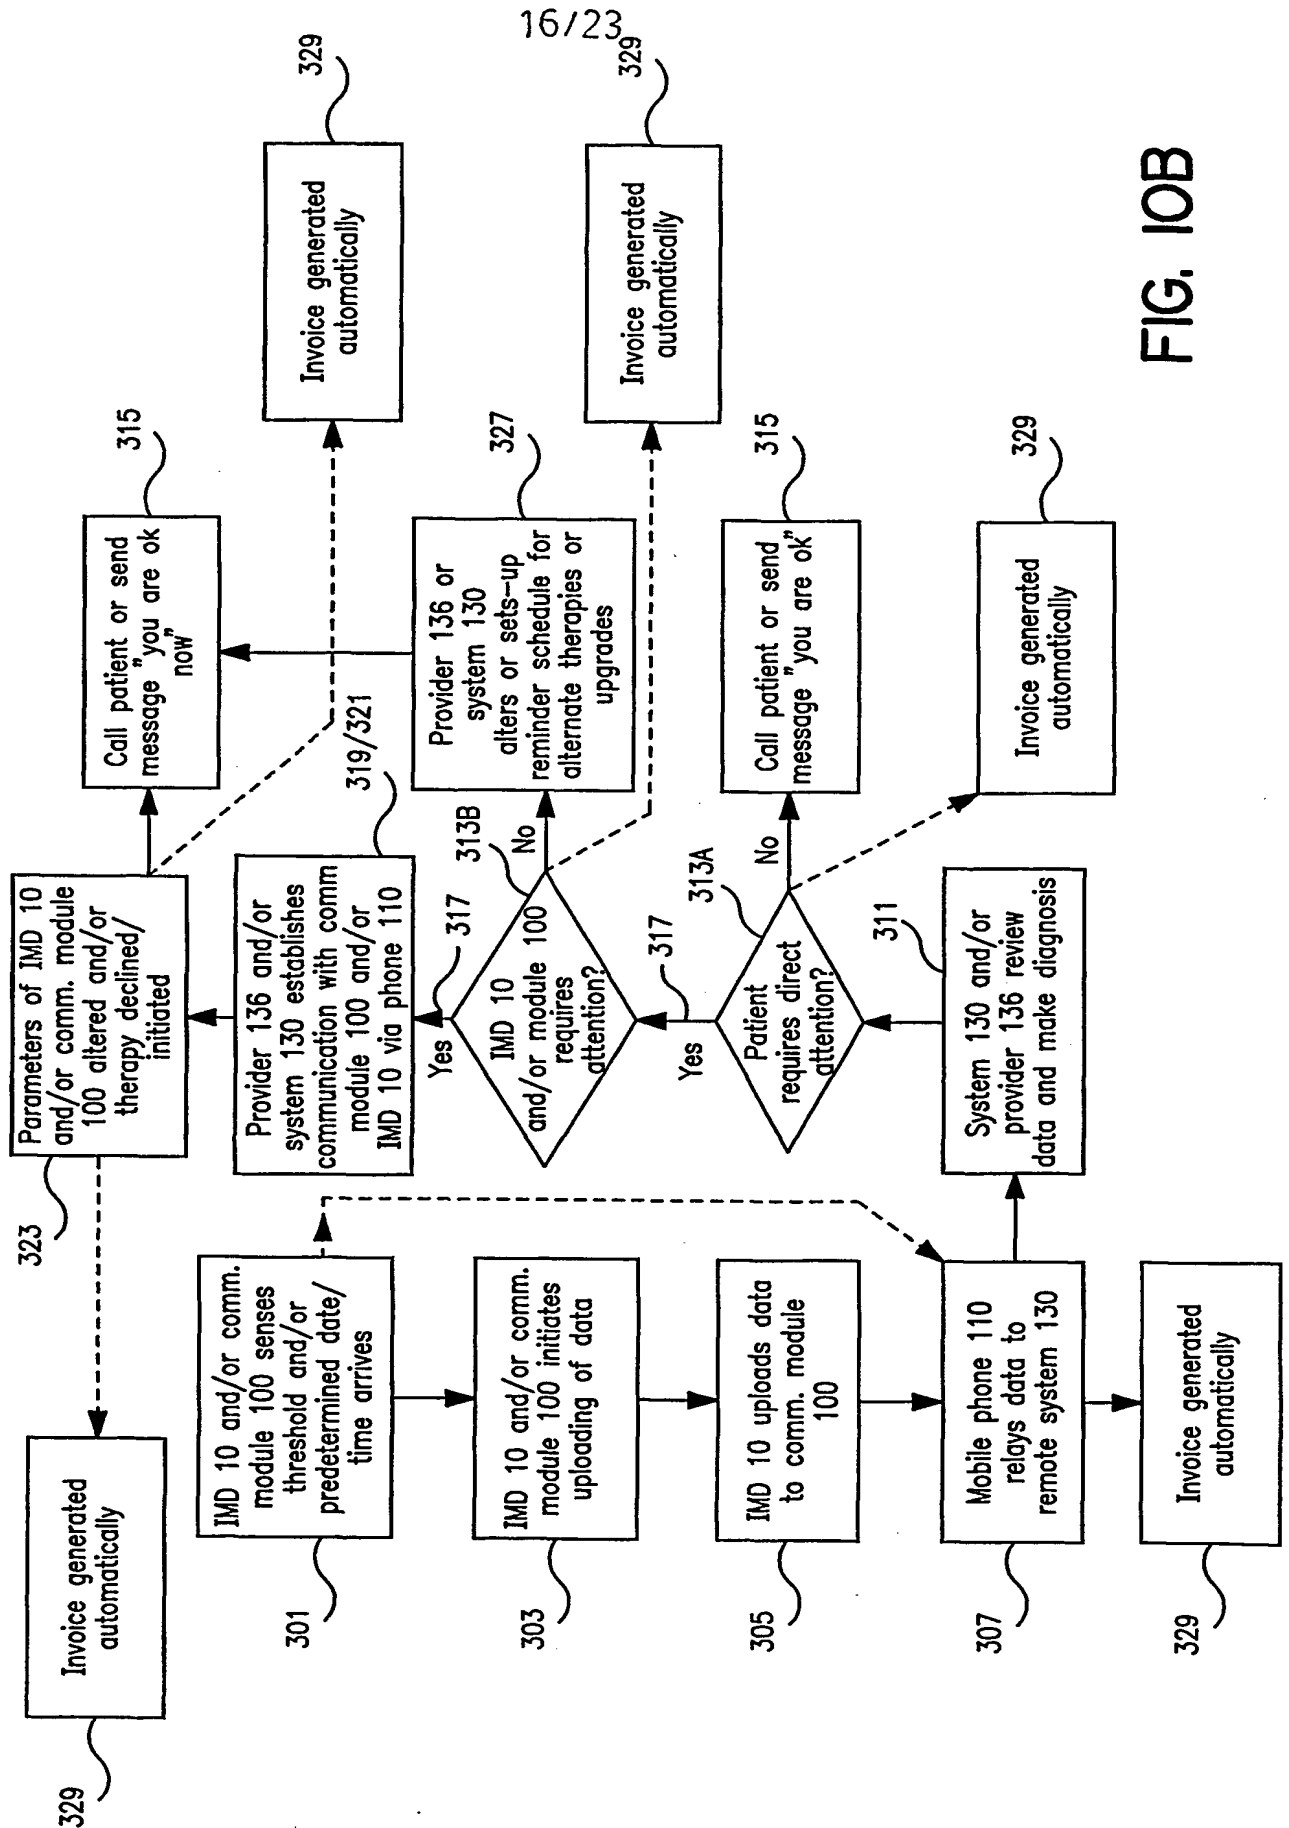 16/23
329
Invoice generated
automatically
323
Parameters of IMD 10
and/or comm. module
100 altered and/or
therapy declined/
initiated
315
Call patient or send
message "you are ok
now"
329
Invoice generated
automatically
301
IMD 10 and/or comm.
module 100 senses
threshold and/or
predetermined date/
time arrives
319/321
Provider 136 and/or
system 130 establishes
communication with comm
module 100 and/or
IMD 10 via phone 110
317
Yes
303
IMD 10 and/or comm.
module 100 initiates
uploading of data
313B
IMD 10
and/or module 100
requires
attention?
No
327
Provider 136 or
system 130
alters or sets-up
reminder schedule for
alternate therapies or
upgrades
329
Invoice generated
automatically
317
Yes
305
IMD 10 uploads data
to comm. module
100
313A
Patient
requires direct
attention?
No
315
Call patient or send
message "you are ok"
307
Mobile phone 110
relays data to
remote system 130
311
System 130 and/or
provider 136 review
data and make diagnosis
329
Invoice generated
automatically
329
Invoice generated
automatically
FIG. 10B